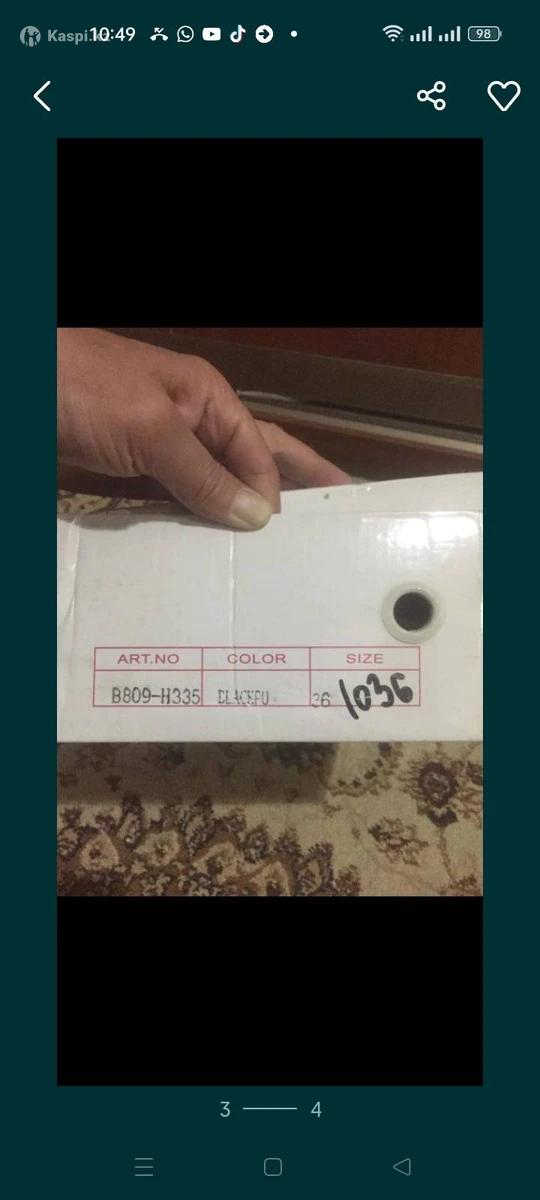 Kaspi
10:49
98
ART.NO COLOR SIZE
B809-H335 BLACKPU 36 1036
3 4